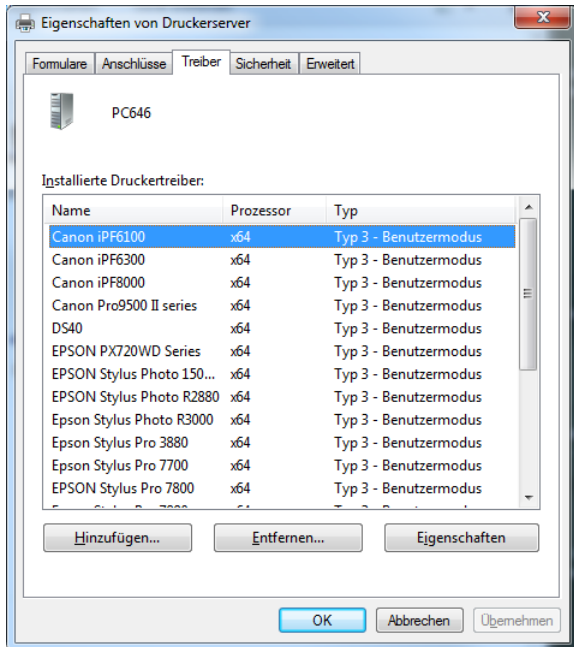 Eigenschaften von Druckerserver
Formulare Anschlüsse Treiber Sicherheit Erweitert
PC646
Installierte Druckertreiber:
Name Prozessor Typ
Canon iPF6100 x64 Typ 3 - Benutzermodus
Canon iPF6300 x64 Typ 3 - Benutzermodus
Canon iPF8000 x64 Typ 3 - Benutzermodus
Canon Pro9500 II series x64 Typ 3 - Benutzermodus
DS40 x64 Typ 3 - Benutzermodus
EPSON PX720WD Series x64 Typ 3 - Benutzermodus
EPSON Stylus Photo 150... x64 Typ 3 - Benutzermodus
EPSON Stylus Photo R2880 x64 Typ 3 - Benutzermodus
Epson Stylus Photo R3000 x64 Typ 3 - Benutzermodus
Epson Stylus Pro 3880 x64 Typ 3 - Benutzermodus
Epson Stylus Pro 7700 x64 Typ 3 - Benutzermodus
EPSON Stylus Pro 7800 x64 Typ 3 - Benutzermodus
Hinzufügen... Entfernen... Eigenschaften
OK Abbrechen Übernehmen